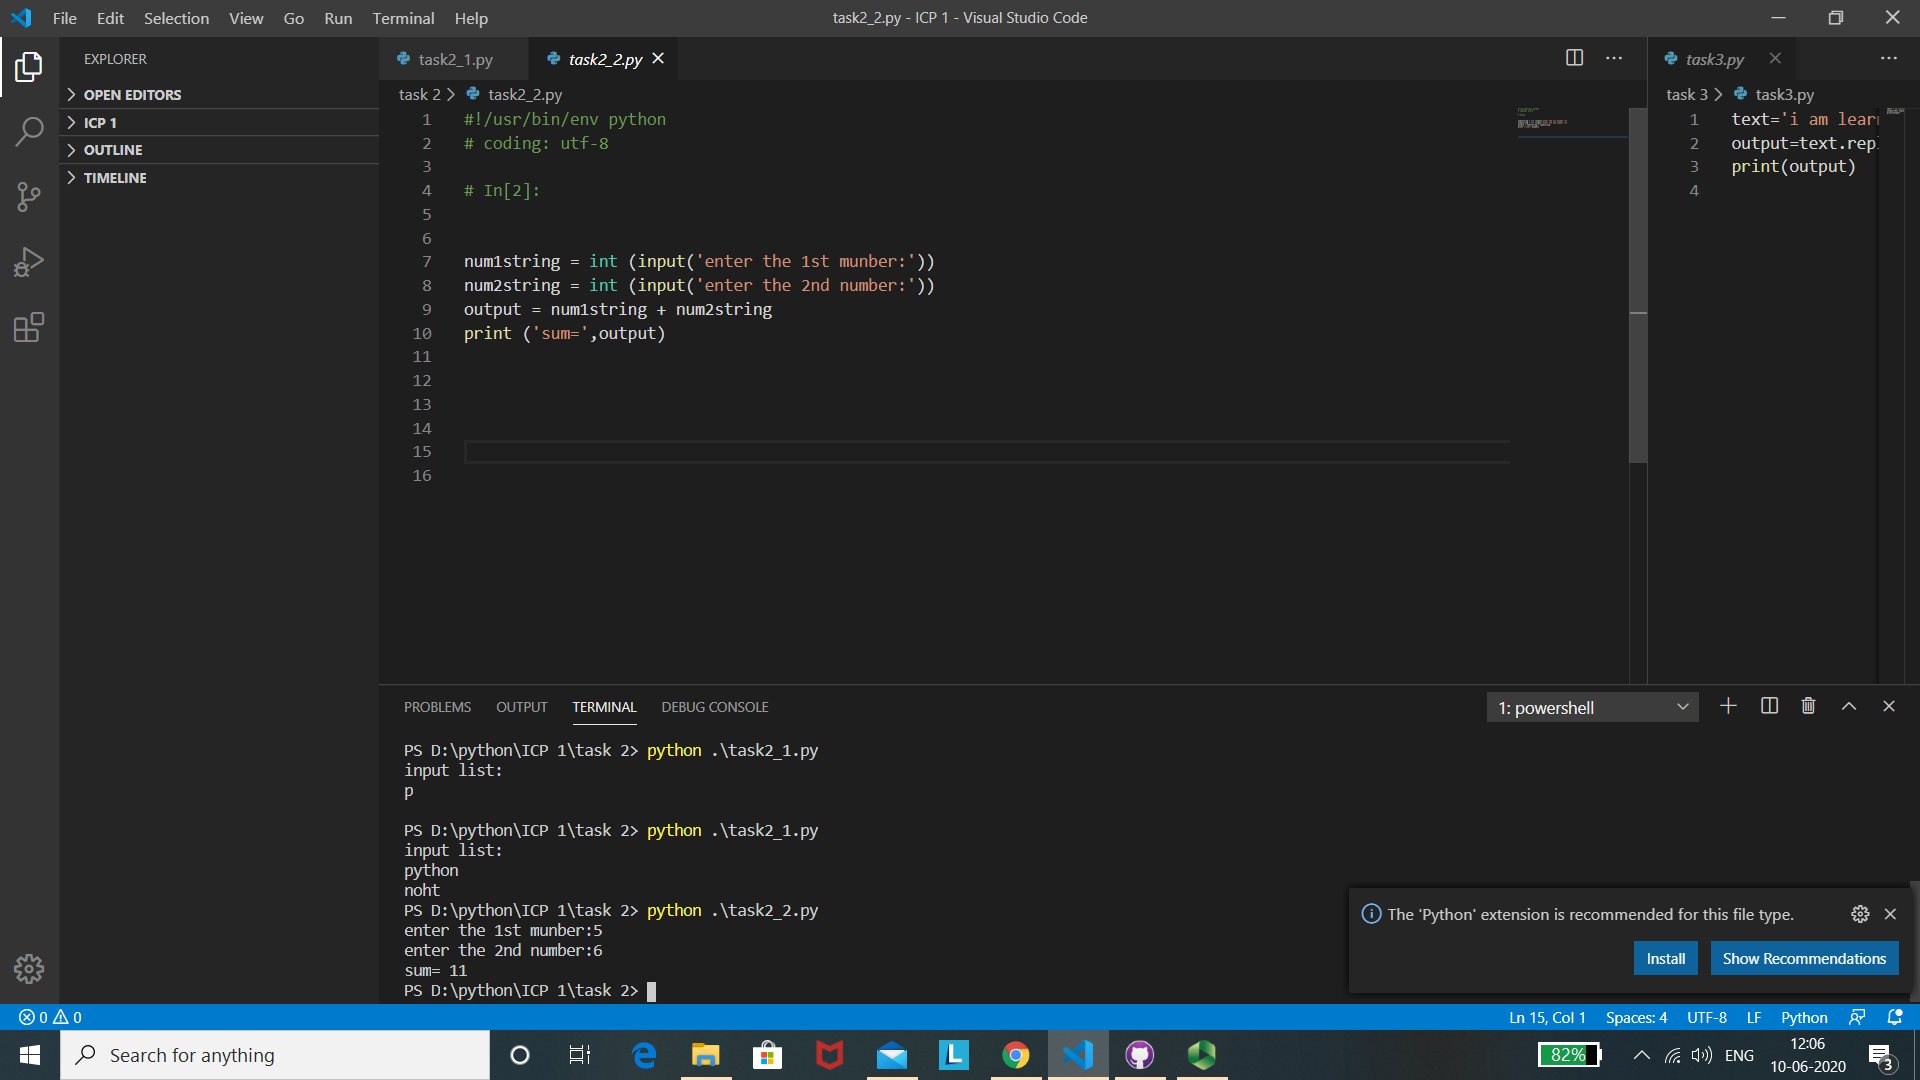 File Edit Selection View Go Run Terminal Help
task2_2.py - ICP 1 - Visual Studio Code
EXPLORER
OPEN EDITORS
ICP 1
OUTLINE
TIMELINE
task2_1.py
task2_2.py
task 2 > task2_2.py
1 #!/usr/bin/env python
2 # coding: utf-8
3
4 # In[2]:
5
6
7 num1string = int (input('enter the 1st munber:'))
8 num2string = int (input('enter the 2nd number:'))
9 output = num1string + num2string
10 print ('sum=',output)
11
12
13
14
15
16
task3.py
task 3 > task3.py
1 text='i am lear
2 output=text.rep
3 print(output)
4
PROBLEMS OUTPUT TERMINAL DEBUG CONSOLE
1: powershell
PS D:\python\ICP 1\task 2> python .\task2_1.py
input list:
p
PS D:\python\ICP 1\task 2> python .\task2_1.py
input list:
python
noht
PS D:\python\ICP 1\task 2> python .\task2_2.py
enter the 1st munber:5
enter the 2nd number:6
sum= 11
PS D:\python\ICP 1\task 2>
The 'Python' extension is recommended for this file type.
Install
Show Recommendations
0 0
Ln 15, Col 1 Spaces: 4 UTF-8 LF Python
Search for anything
L
82%
ENG
12:06
10-06-2020
3